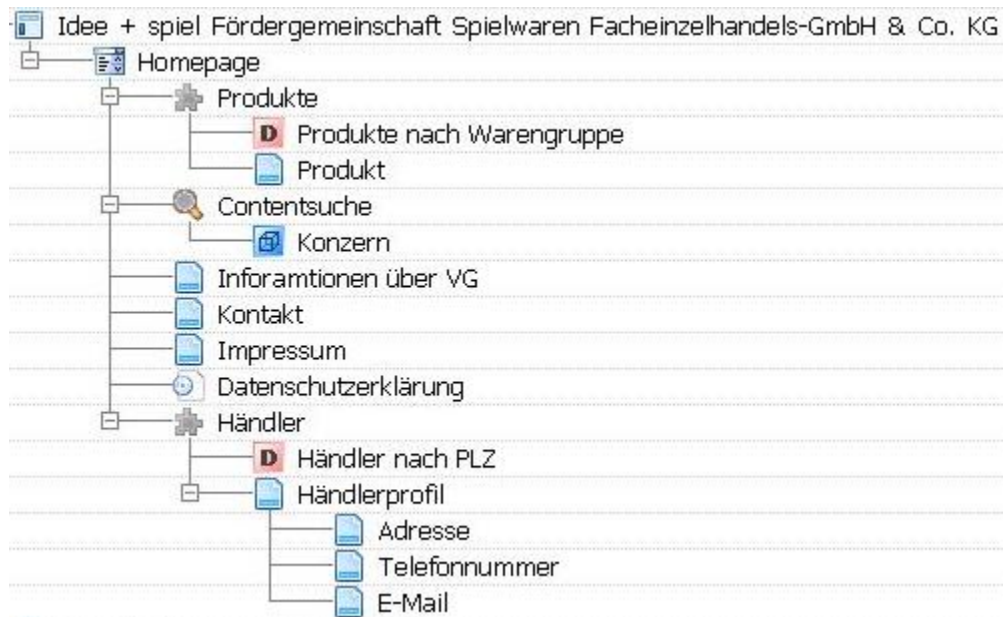 Idee + spiel Fördergemeinschaft Spielwaren Facheinzelhandels-GmbH & Co. KG
Homepage
Produkte
D Produkte nach Warengruppe
Produkt
Contentsuche
Konzern
Inforamtionen über VG
Kontakt
Impressum
Datenschutzerklärung
Händler
D Händler nach PLZ
Händlerprofil
Adresse
Telefonnummer
E-Mail